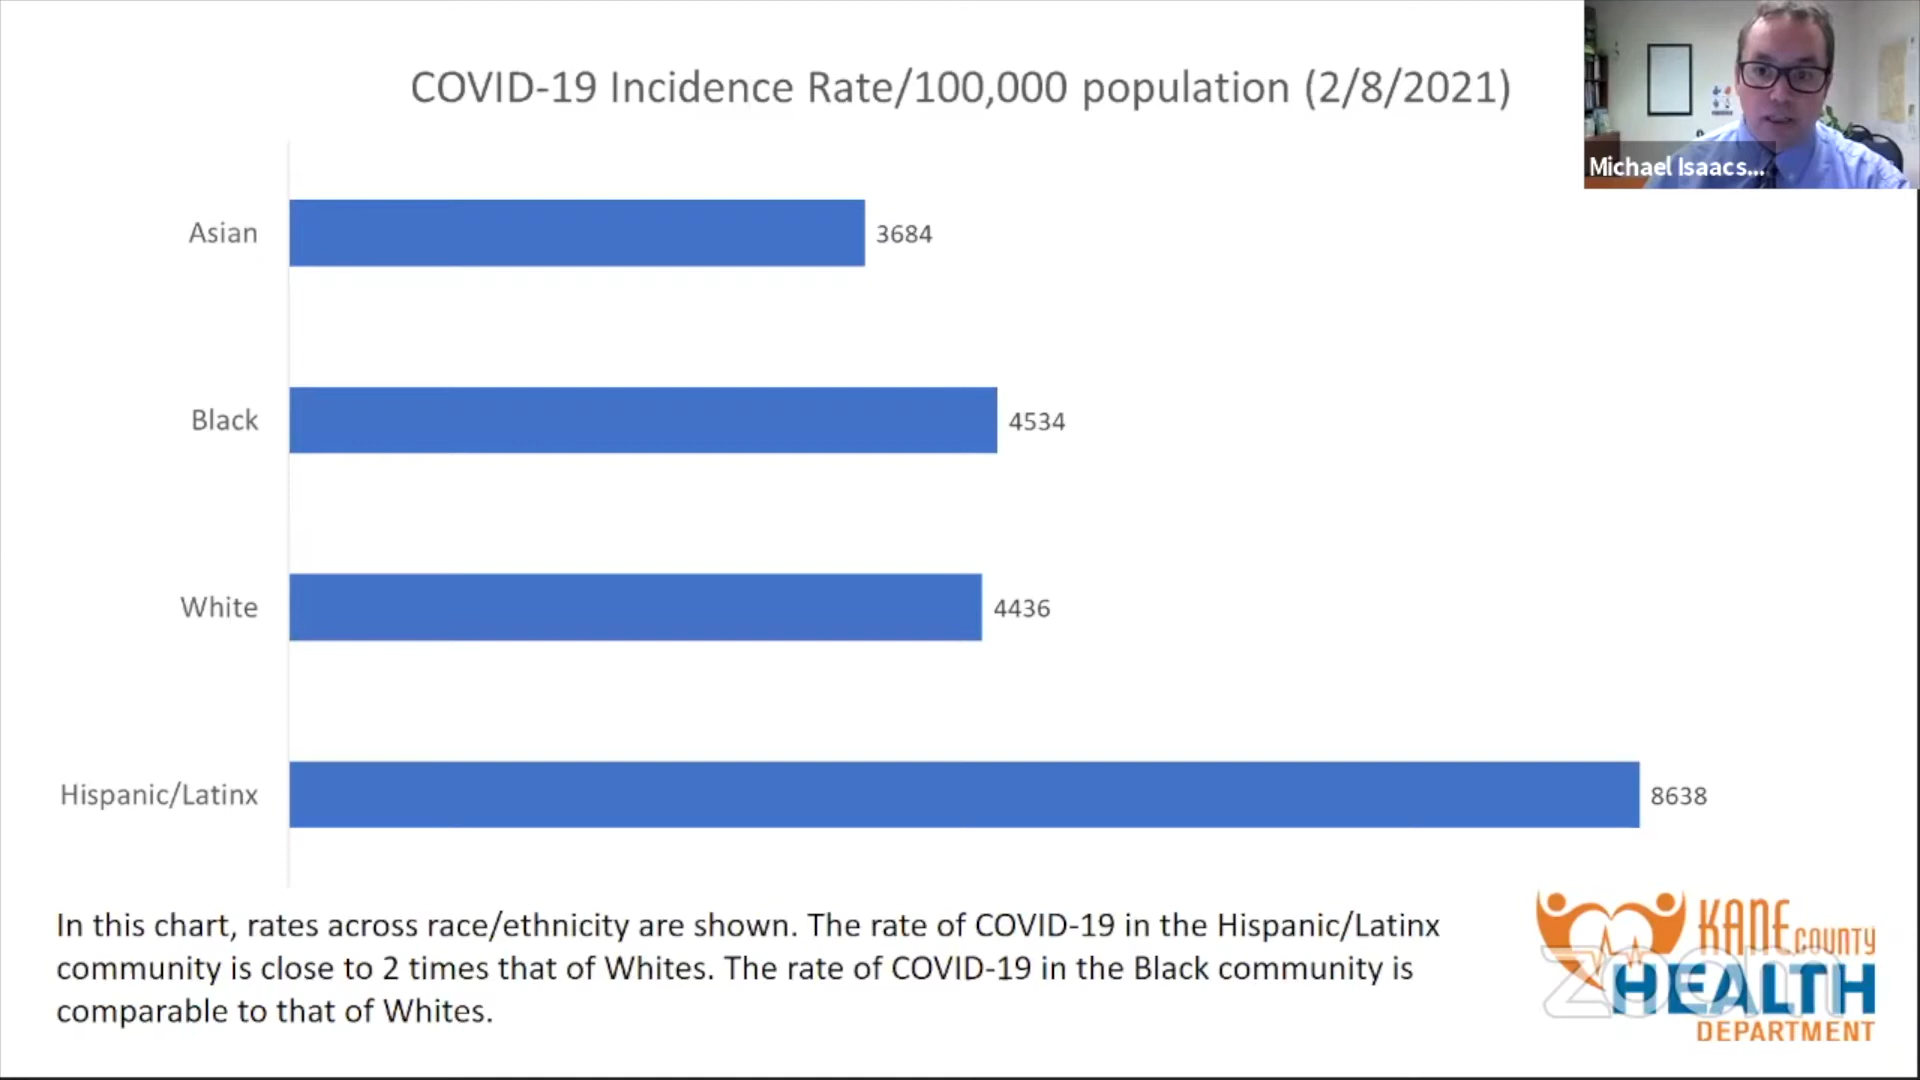 COVID-19 Incidence Rate/100,000 population (2/8/2021)
Michael Isaacs...
Asian
3684
Black
4534
White
4436
Hispanic/Latinx
8638
In this chart, rates across race/ethnicity are shown. The rate of COVID-19 in the Hispanic/Latinx
community is close to 2 times that of Whites. The rate of COVID-19 in the Black community is
comparable to that of Whites.
KANE COUNTY
HEALTH
DEPARTMENT
zoom